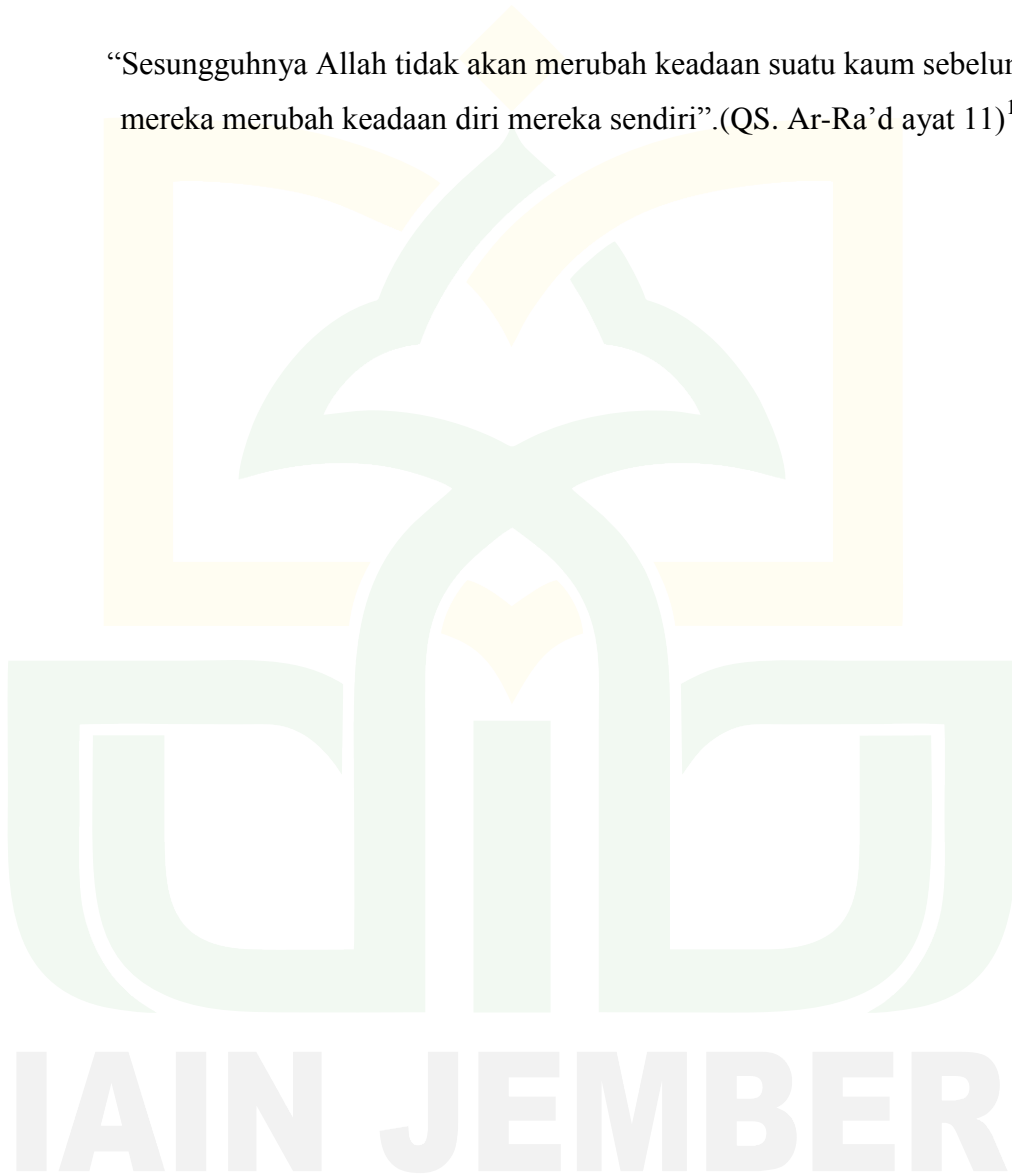 “Sesungguhnya Allah tidak akan merubah keadaan suatu kaum
mereka merubah keadaan diri mereka sendiri”.(QS. Ar-Ra’d ayat 11)¹
IAIN JEMBER